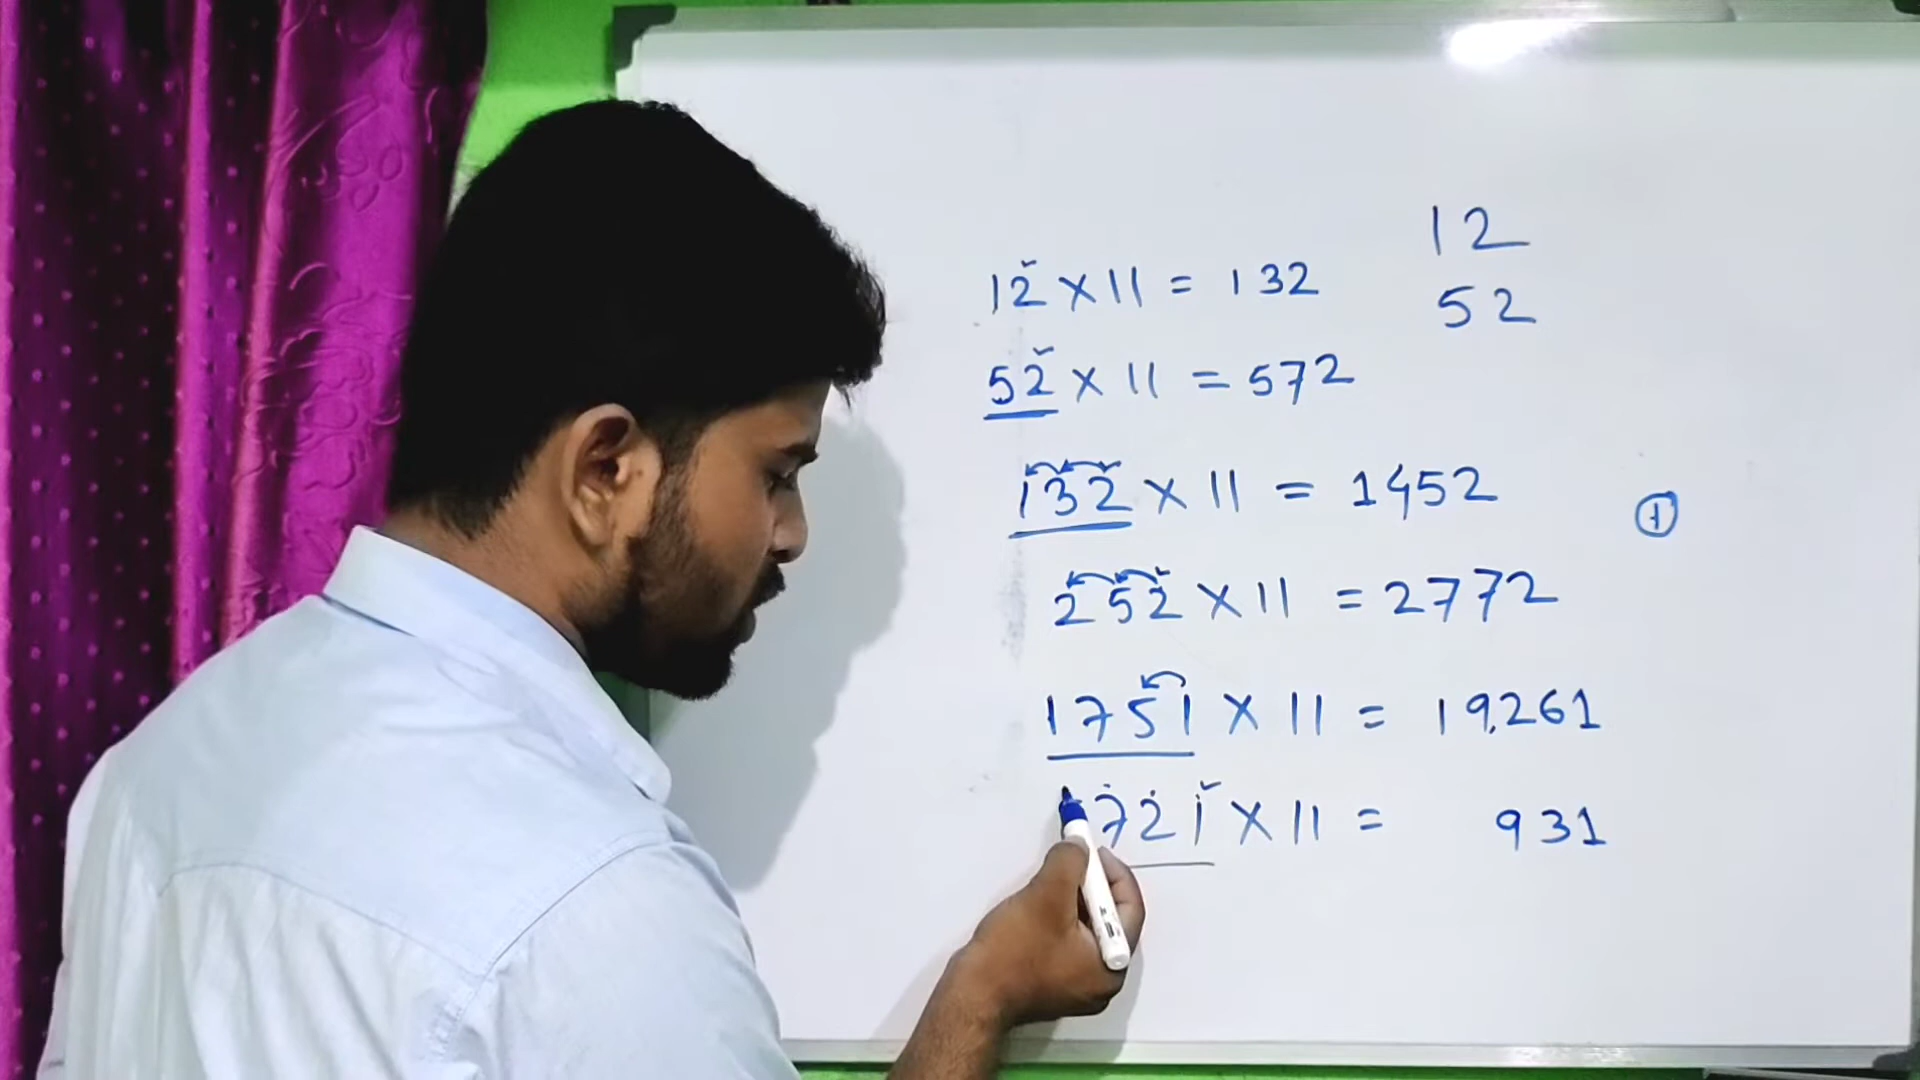 12
12 × 11 = 132
52
52 × 11 = 572
132 × 11 = 1452
1
252 × 11 = 2772
1751 × 11 = 19,261
721 × 11 = 931